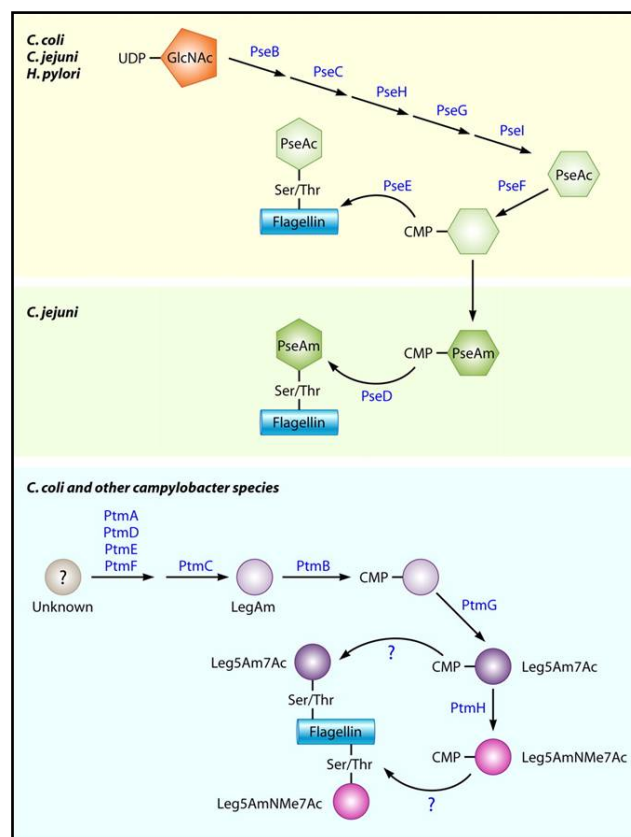 C. coli
C. jejuni
H. pylori
UDP
GlcNAc
PseB
PseC
PseH
PseG
PseI
PseAc
PseF
CMP
PseE
PseAc
Ser/Thr
Flagellin
C. jejuni
CMP
PseAm
PseD
PseAm
Ser/Thr
Flagellin
C. coli and other campylobacter species
?
Unknown
PtmA
PtmD
PtmE
PtmF
PtmC
LegAm
PtmB
CMP
PtmG
CMP
Leg5Am7Ac
?
Leg5Am7Ac
Ser/Thr
Flagellin
PtmH
CMP
Leg5AmNMe7Ac
?
Ser/Thr
Leg5AmNMe7Ac